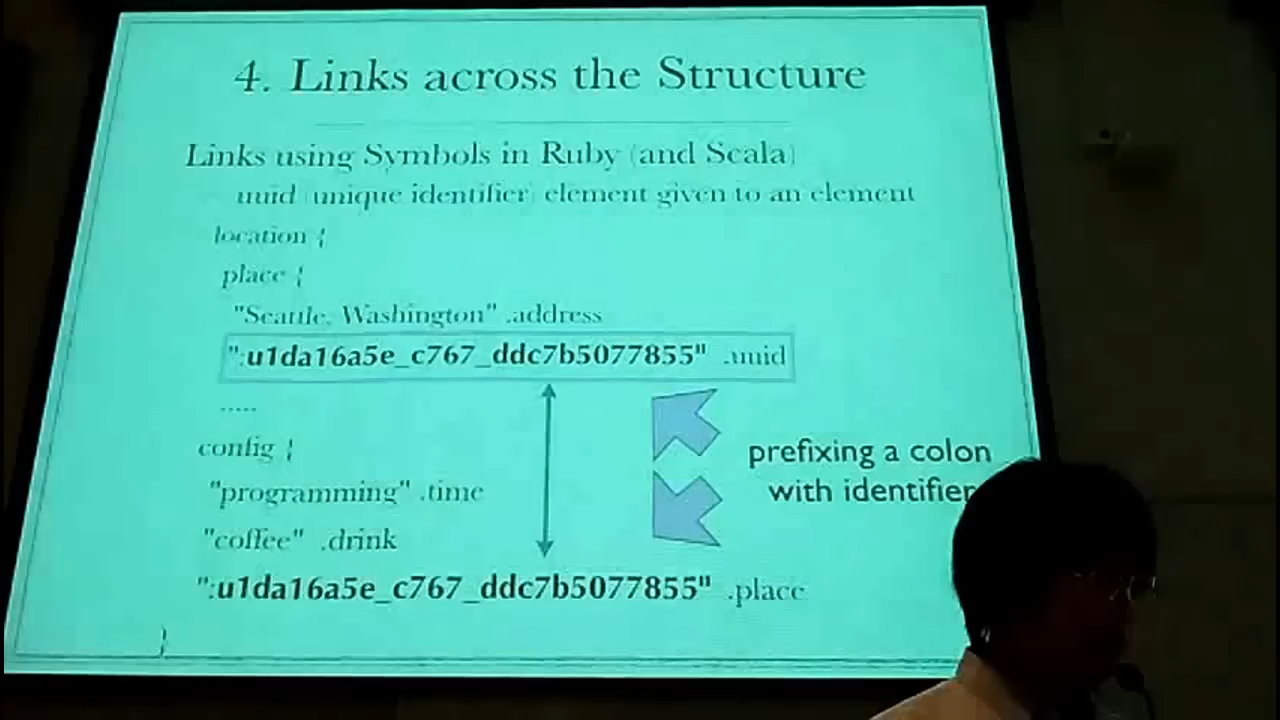 4. Links across the Structure
Links using Symbols in Ruby (and Scala)
uuid (unique identifier) element given to an element
location {
place {
"Seattle, Washington" .address
":u1da16a5e_c767_ddc7b5077855" .uuid
.....
config {
"programming" .time
"coffee" .drink
":u1da16a5e_c767_ddc7b5077855" .place
}
prefixing a colon
with identifier